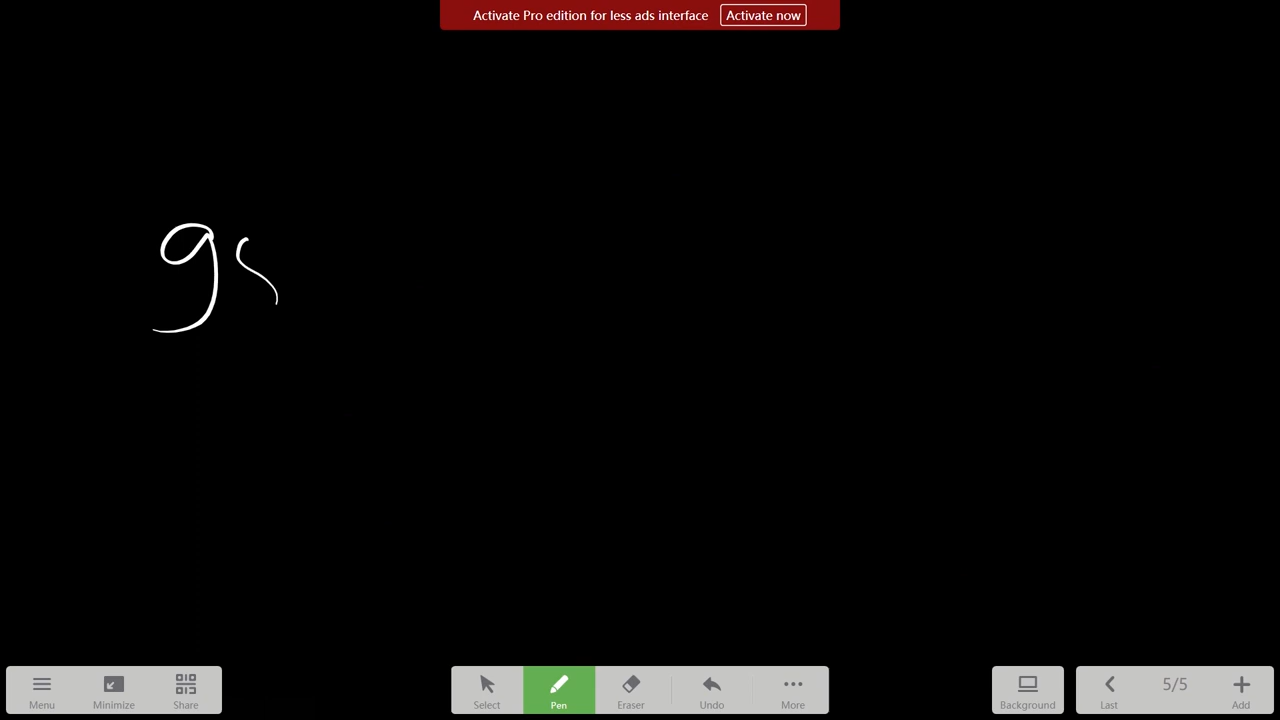 Activate Pro edition for less ads interface Activate now
Menu Minimize Share Select Pen Eraser Undo More Background Last 5/5 Add